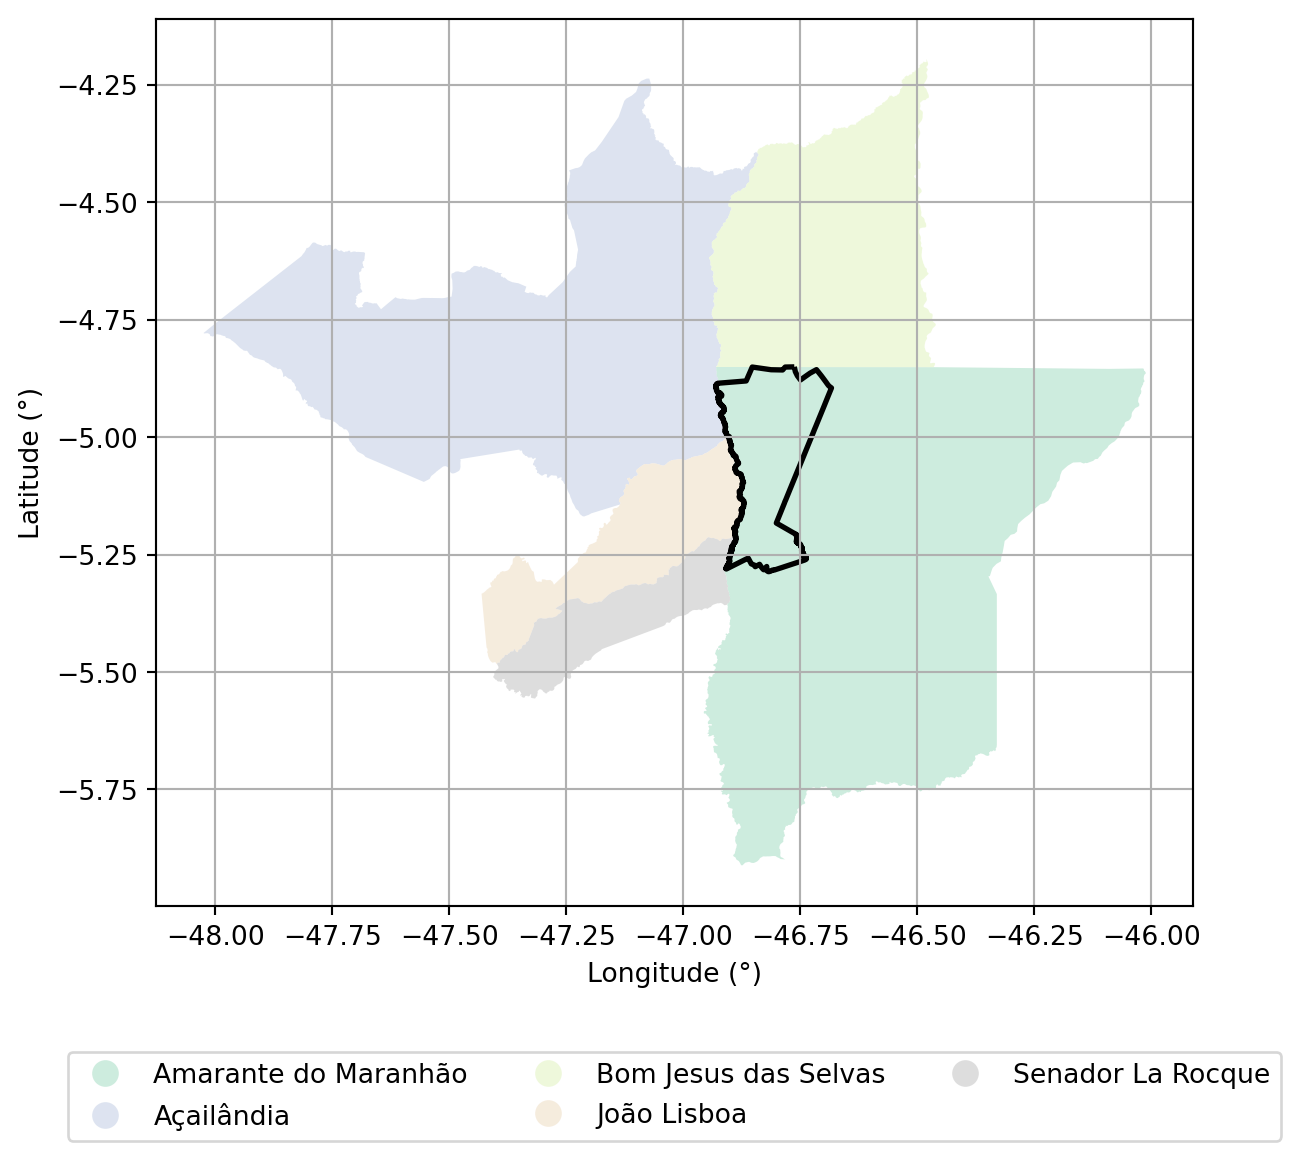 −4.25
−4.50
−4.75
−5.00
−5.25
−5.50
−5.75
Latitude (°)
−48.00 −47.75 −47.50 −47.25 −47.00 −46.75 −46.50 −46.25 −46.00
Longitude (°)
Amarante do Maranhão Bom Jesus das Selvas Senador La Rocque
Açailândia João Lisboa